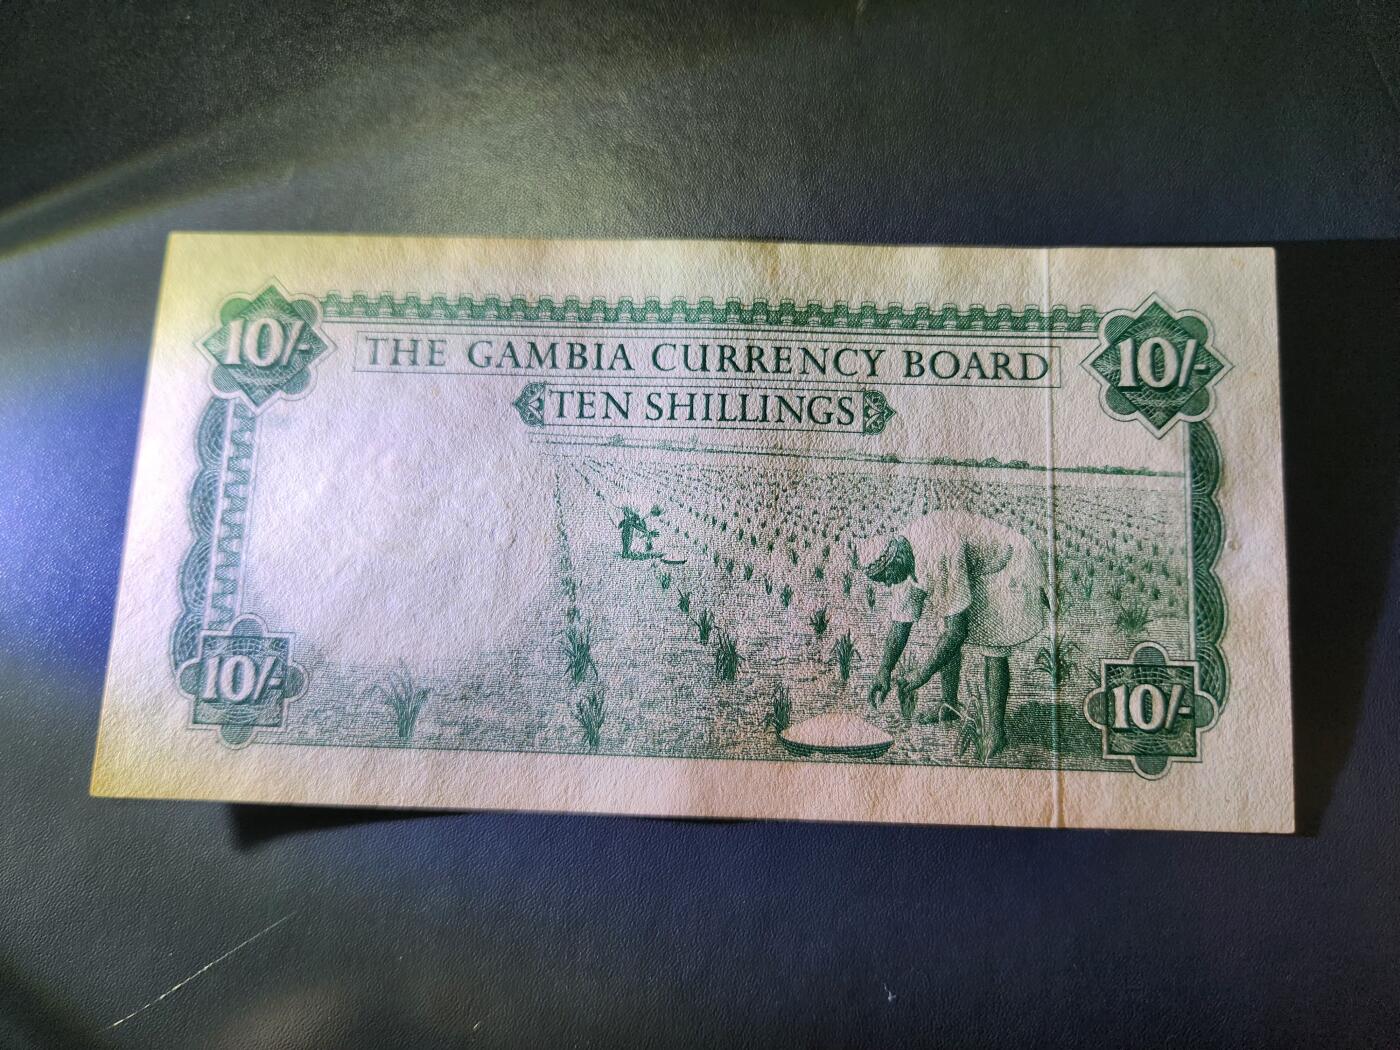 10/- 10/-
THE GAMBIA CURRENCY BOARD
TEN SHILLINGS
10/- 10/-